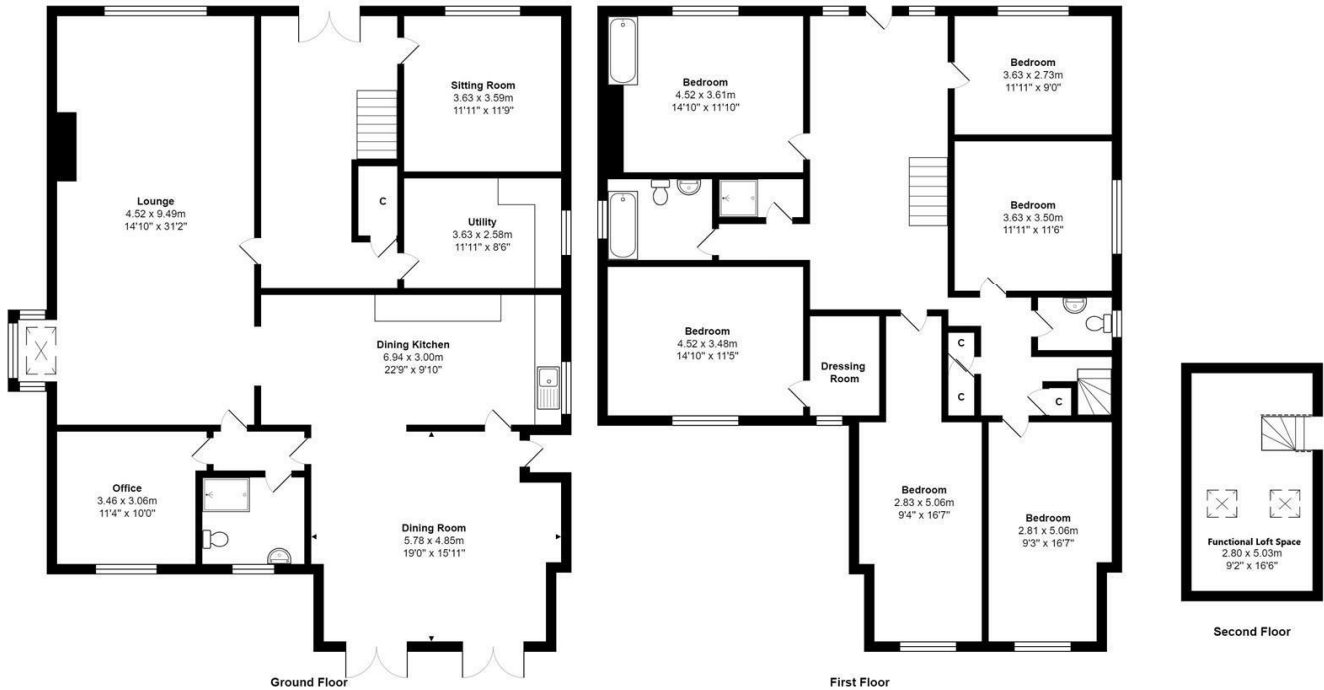 Lounge
4.52 x 9.49m
14'10" x 31'2"
Sitting Room
3.63 x 3.59m
11'11" x 11'9"
C
Utility
3.63 x 2.58m
11'11" x 8'6"
Dining Kitchen
6.94 x 3.00m
22'9" x 9'10"
Office
3.46 x 3.06m
11'4" x 10'0"
Dining Room
5.78 x 4.85m
19'0" x 15'11"
Ground Floor
Bedroom
4.52 x 3.61m
14'10" x 11'10"
Bedroom
3.63 x 2.73m
11'11" x 9'0"
Bedroom
3.63 x 3.50m
11'11" x 11'6"
Bedroom
4.52 x 3.48m
14'10" x 11'5"
Dressing
Room
C
C
C
Bedroom
2.83 x 5.06m
9'4" x 16'7"
Bedroom
2.81 x 5.06m
9'3" x 16'7"
First Floor
Functional Loft Space
2.80 x 5.03m
9'2" x 16'6"
Second Floor